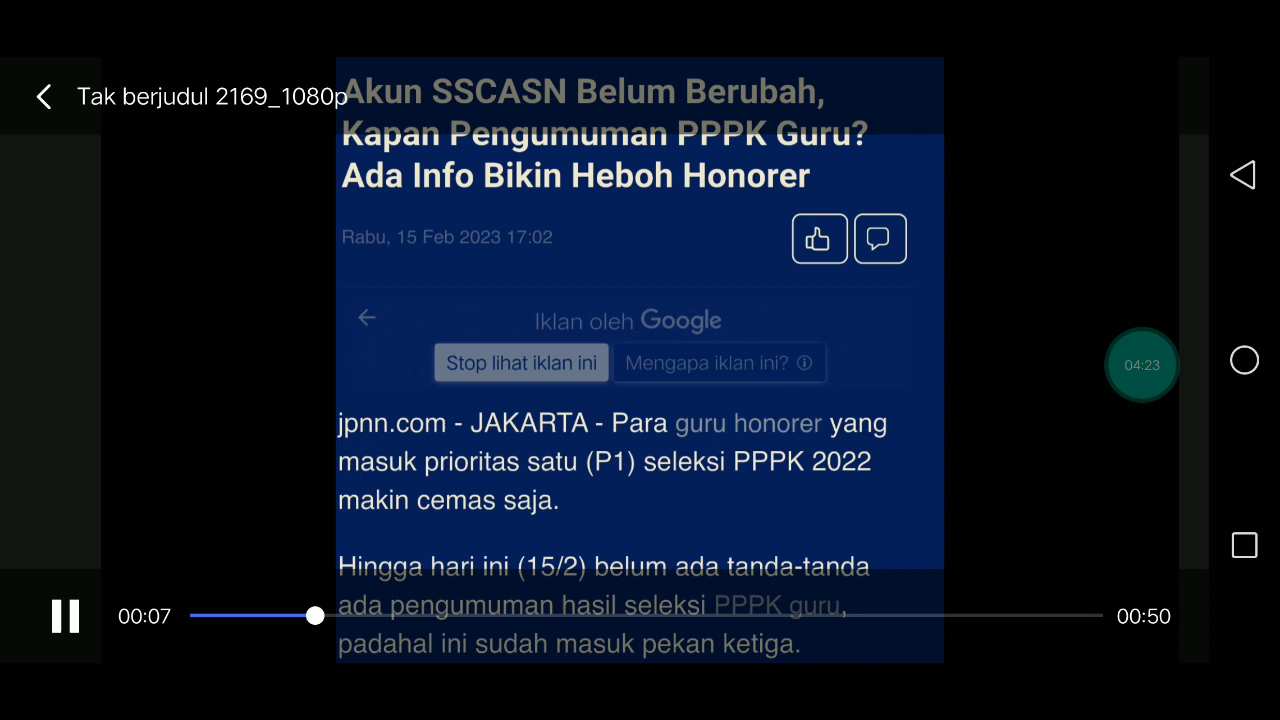 Tak berjudul 2169_1080p
Akun SSCASN Belum Berubah,
Kapan Pengumuman PPPK Guru?
Ada Info Bikin Heboh Honorer
Rabu, 15 Feb 2023 17:02
Iklan oleh Google
Stop lihat iklan ini
Mengapa iklan ini?
04:23
jpnn.com - JAKARTA - Para guru honorer yang
masuk prioritas satu (P1) seleksi PPPK 2022
makin cemas saja.
Hingga hari ini (15/2) belum ada tanda-tanda
ada pengumuman hasil seleksi PPPK guru,
padahal ini sudah masuk pekan ketiga.
00:07
00:50